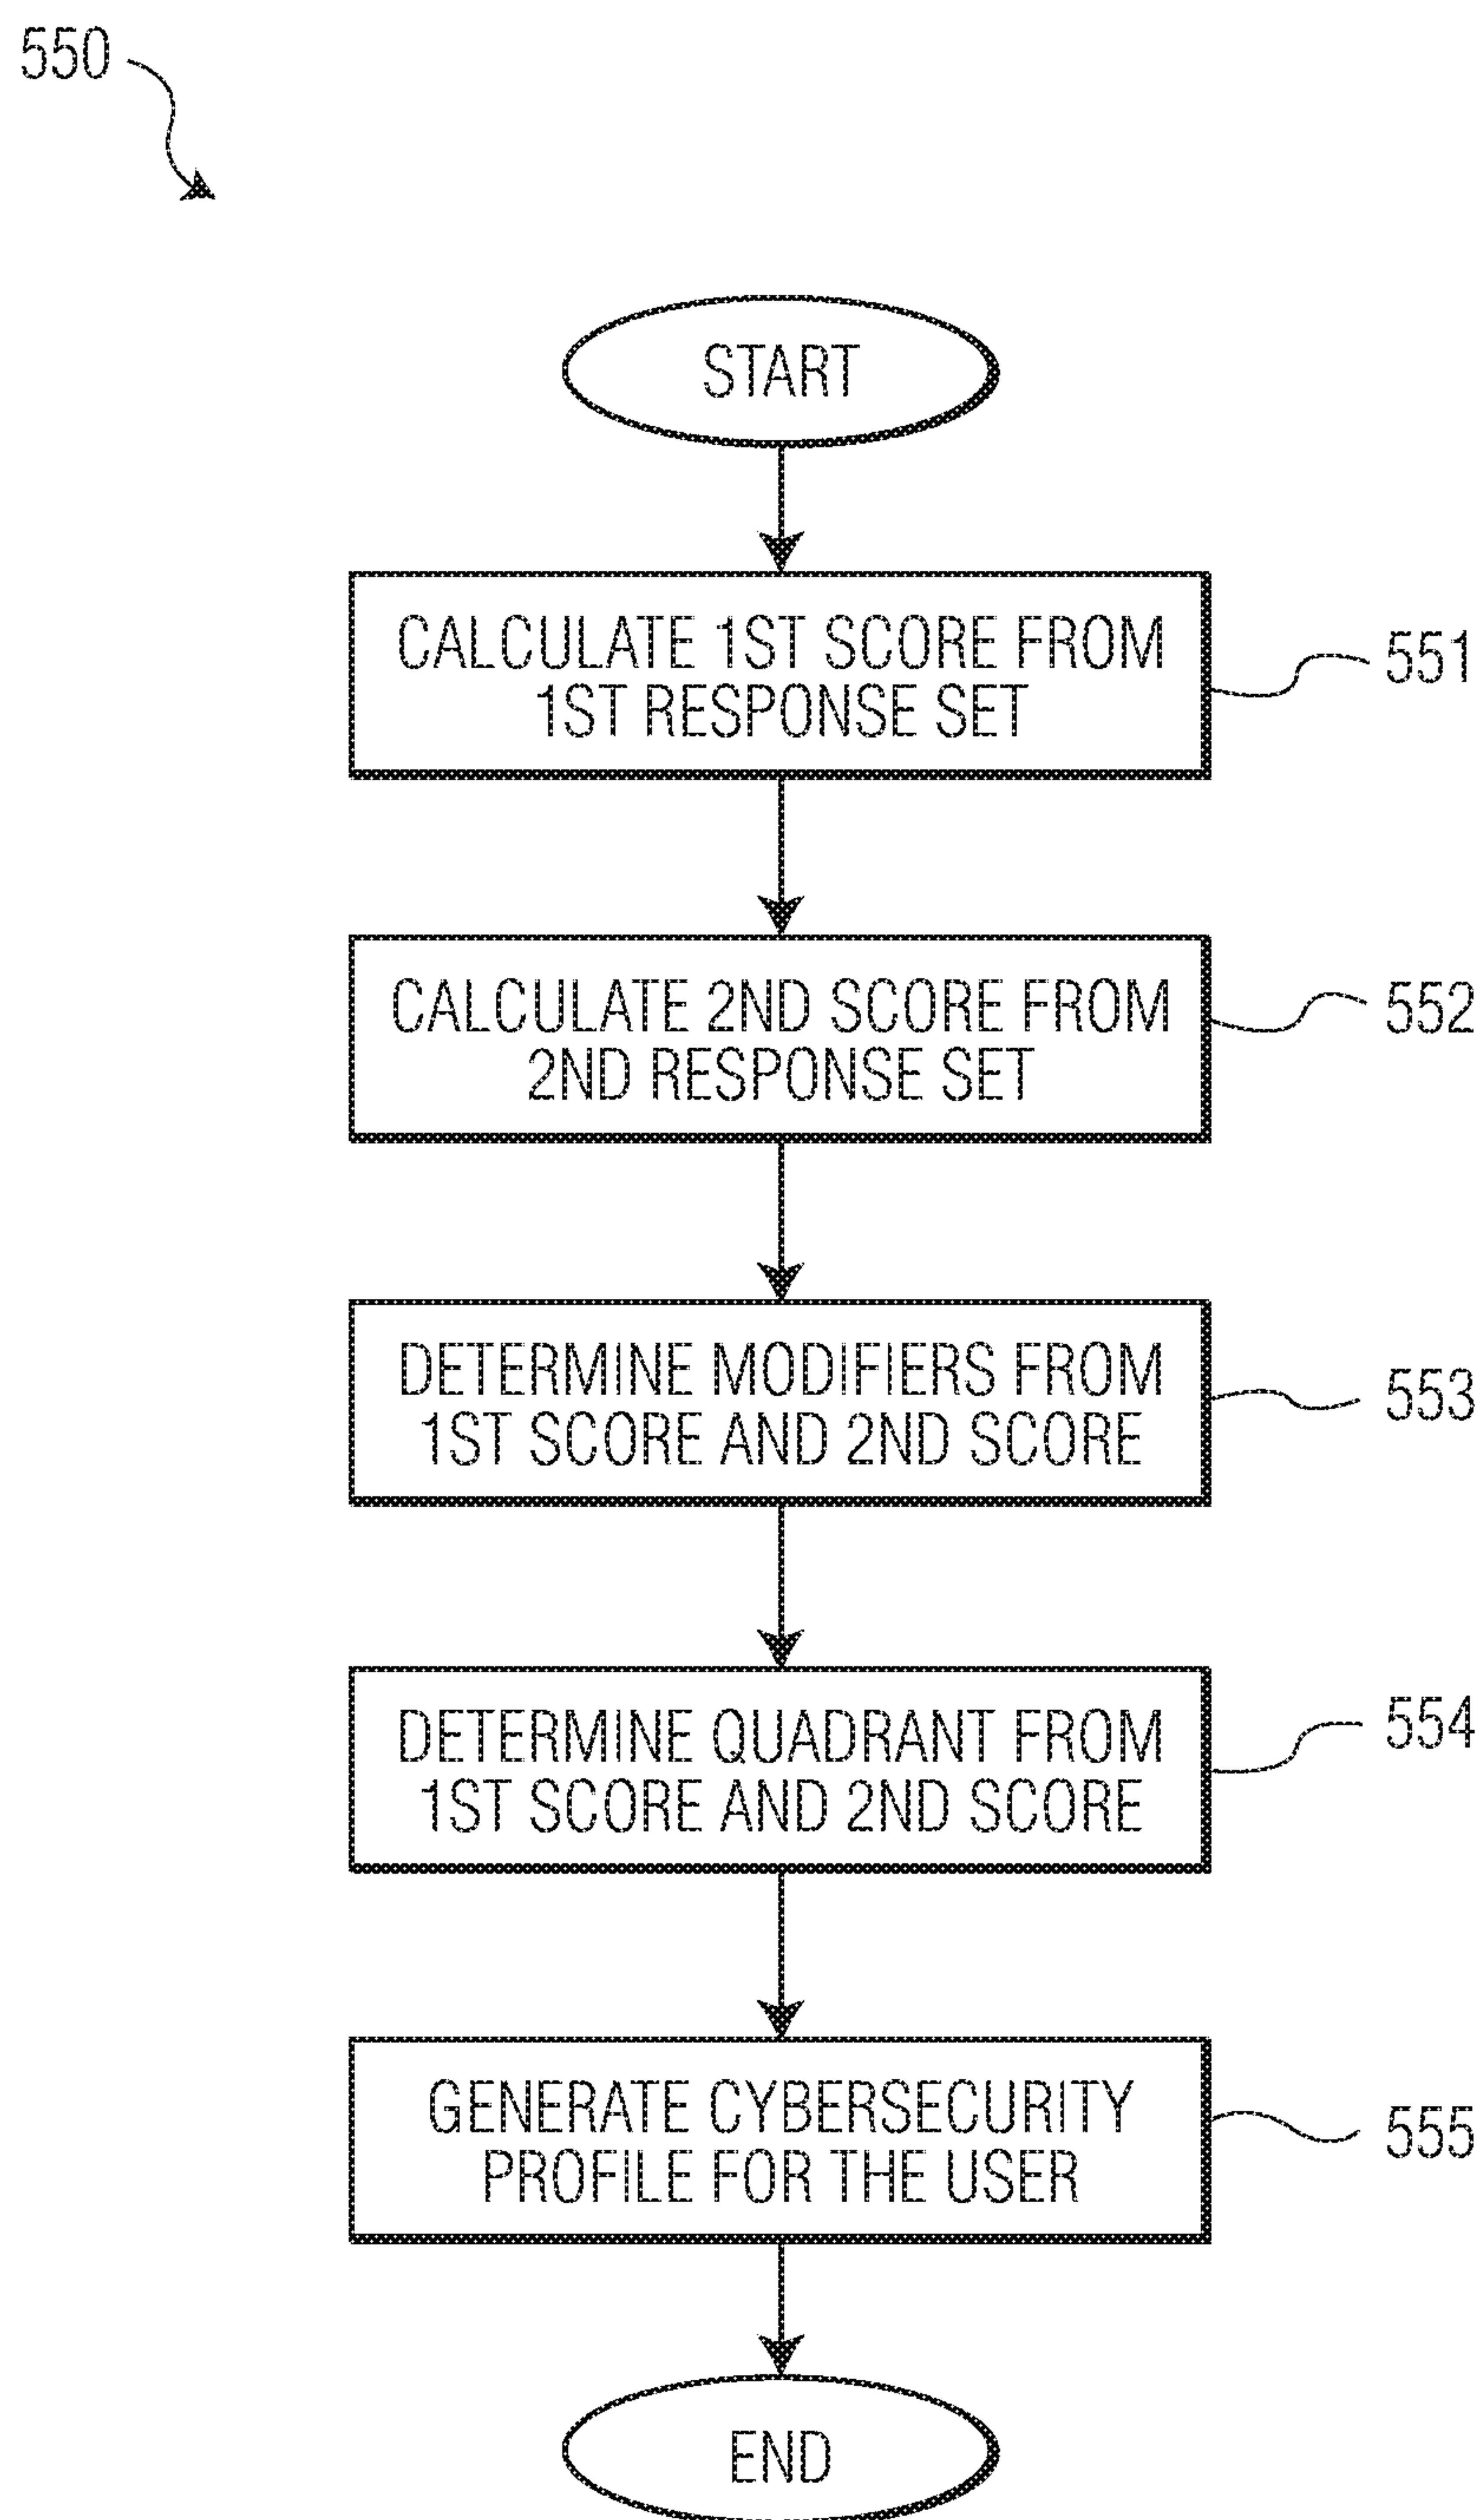 550
START
CALCULATE 1ST SCORE FROM
1ST RESPONSE SET
551
CALCULATE 2ND SCORE FROM
2ND RESPONSE SET
552
DETERMINE MODIFIERS FROM
1ST SCORE AND 2ND SCORE
553
DETERMINE QUADRANT FROM
1ST SCORE AND 2ND SCORE
554
GENERATE CYBERSECURITY
PROFILE FOR THE USER
555
END